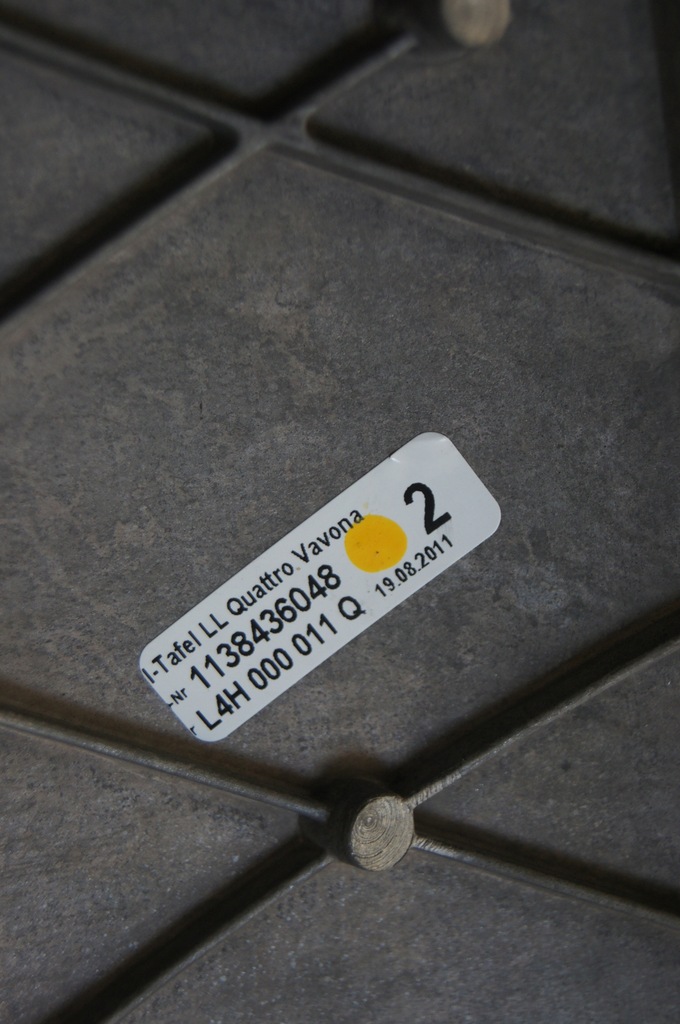 I-Tafel LL Quattro Vavona
-Nr 1138436048
r L4H 000 011 Q
2
19.08.2011